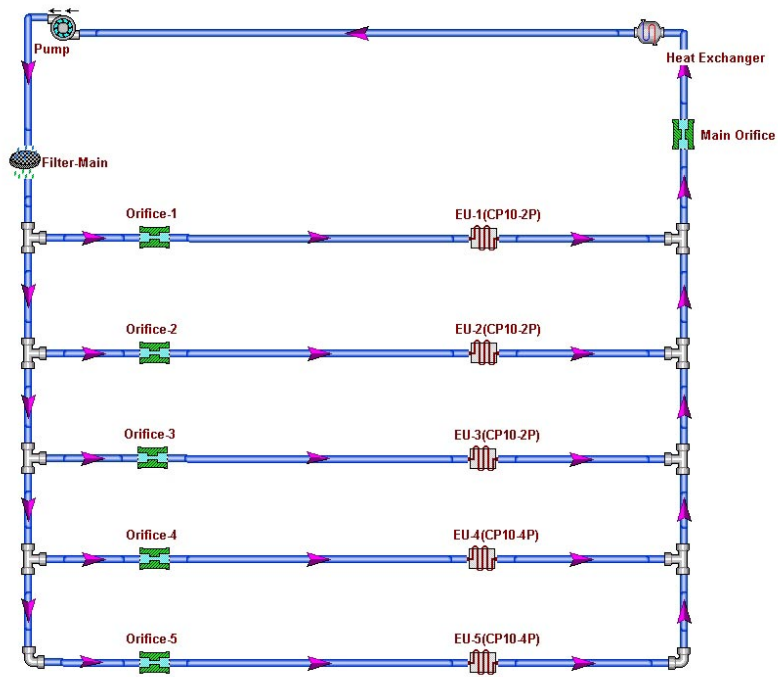 Pump
Heat Exchanger
Main Orifice
Filter-Main
Orifice-1
EU-1(CP10-2P)
Orifice-2
EU-2(CP10-2P)
Orifice-3
EU-3(CP10-2P)
Orifice-4
EU-4(CP10-4P)
Orifice-5
EU-5(CP10-4P)